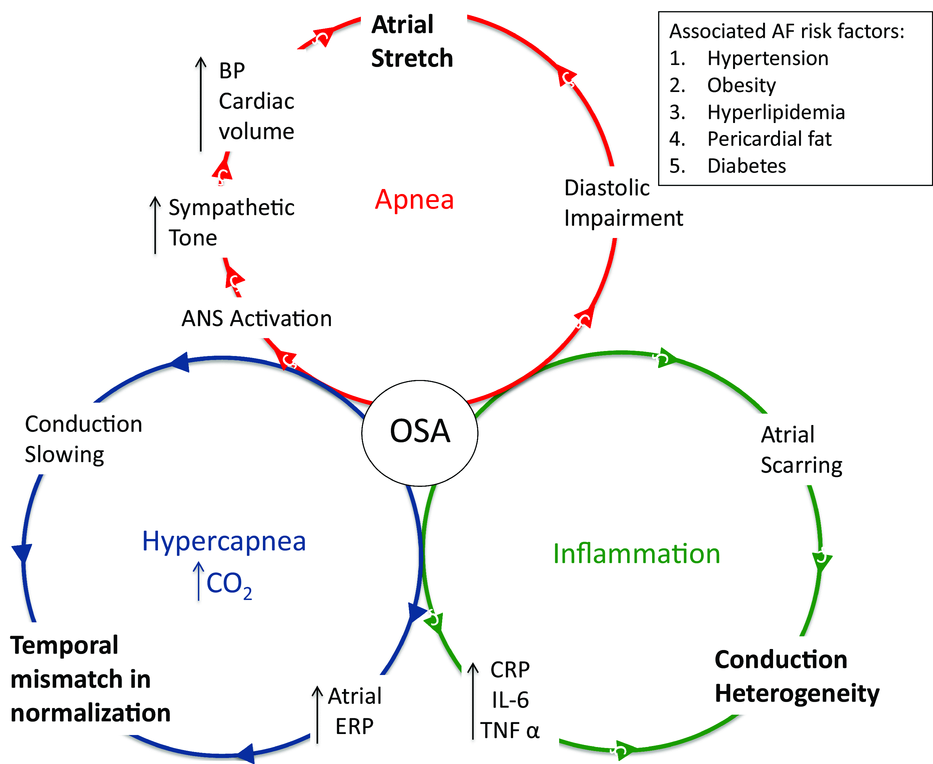 Atrial
Stretch
Associated AF risk factors:
1. Hypertension
2. Obesity
3. Hyperlipidemia
4. Pericardial fat
5. Diabetes
BP
Cardiac
volume
Apnea
Diastolic
Impairment
Sympathetic
Tone
ANS Activation
OSA
Conduction
Slowing
Atrial
Scarring
Hypercapnea
CO₂
Inflammation
Temporal
mismatch in
normalization
Atrial
ERP
CRP
IL-6
TNF α
Conduction
Heterogeneity